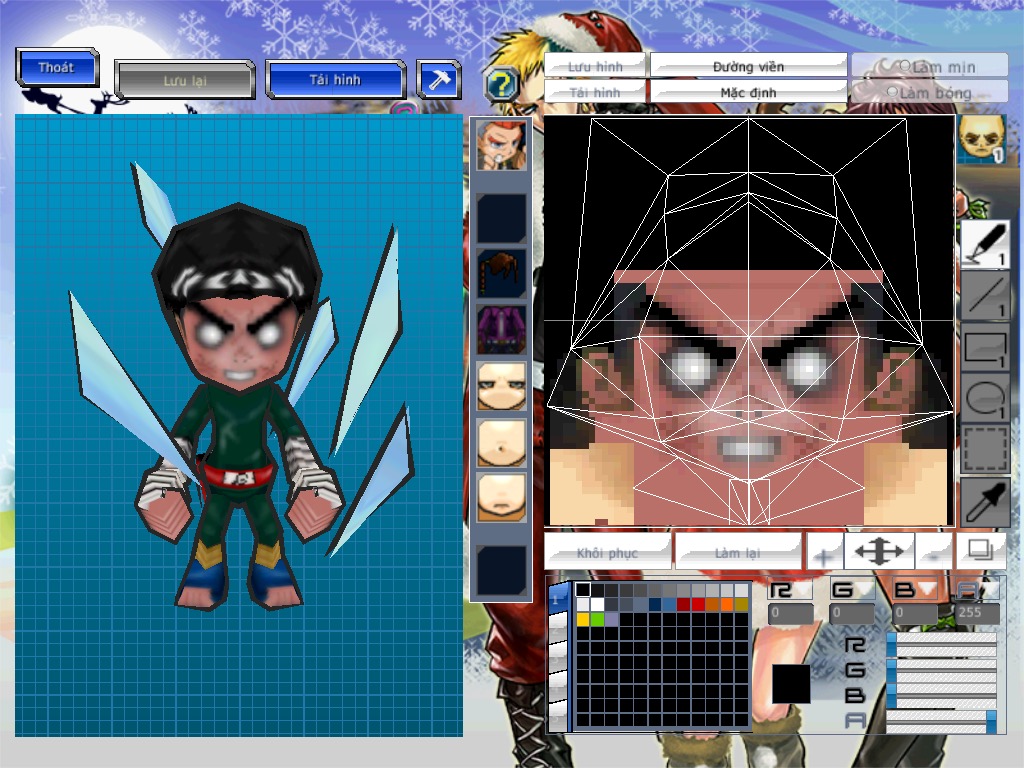 Thoát
Lưu lại
Tải hình
?
Lưu hình
Đường viền
Làm mịn
Tải hình
Mặc định
Làm bóng
1
1
1
1
1
Khôi phục
Làm lại
+
-
1
R
G
B
A
0
0
0
255
R
G
B
A